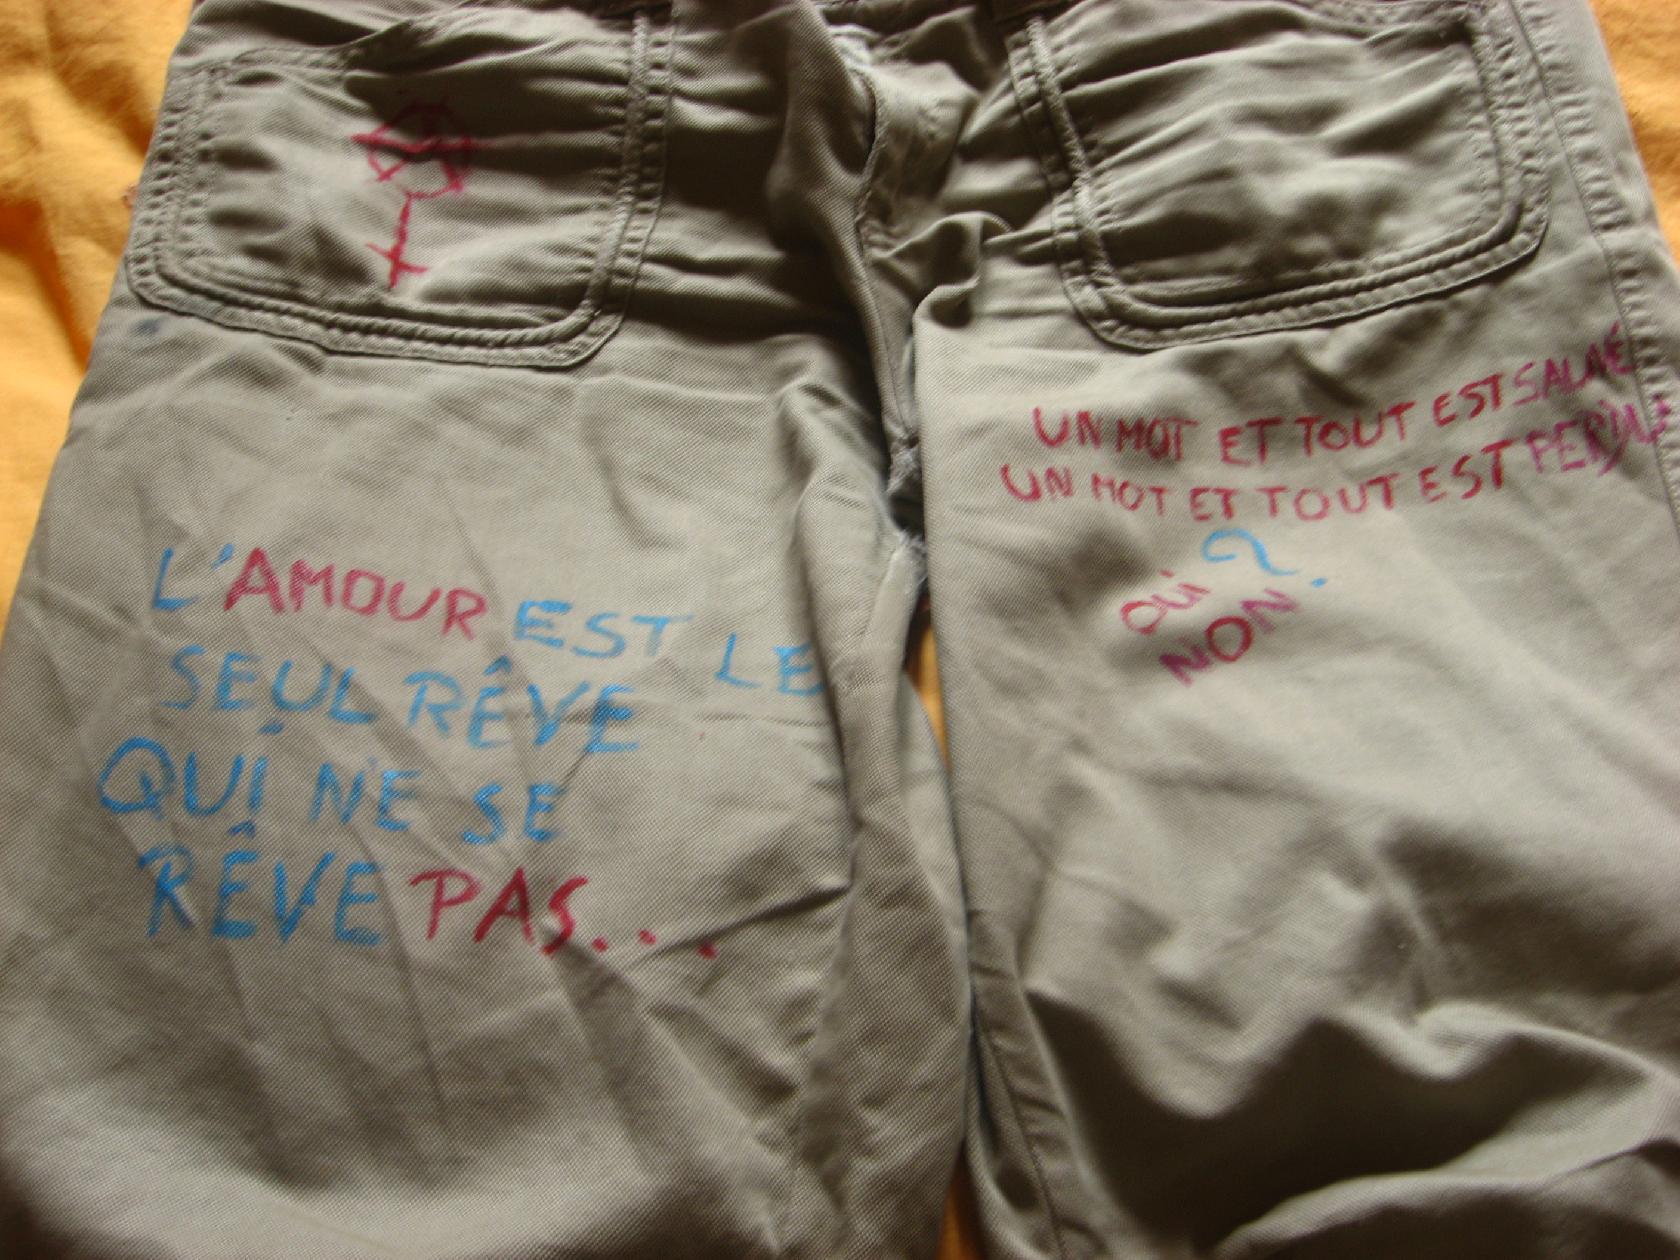 L'AMOUR EST LE
SEUL RÊVE
QUI NE SE
RÊVE PAS...
UN MOT ET TOUT EST SAUVÉ
UN MOT ET TOUT EST PERDU
OUI ?
NON.